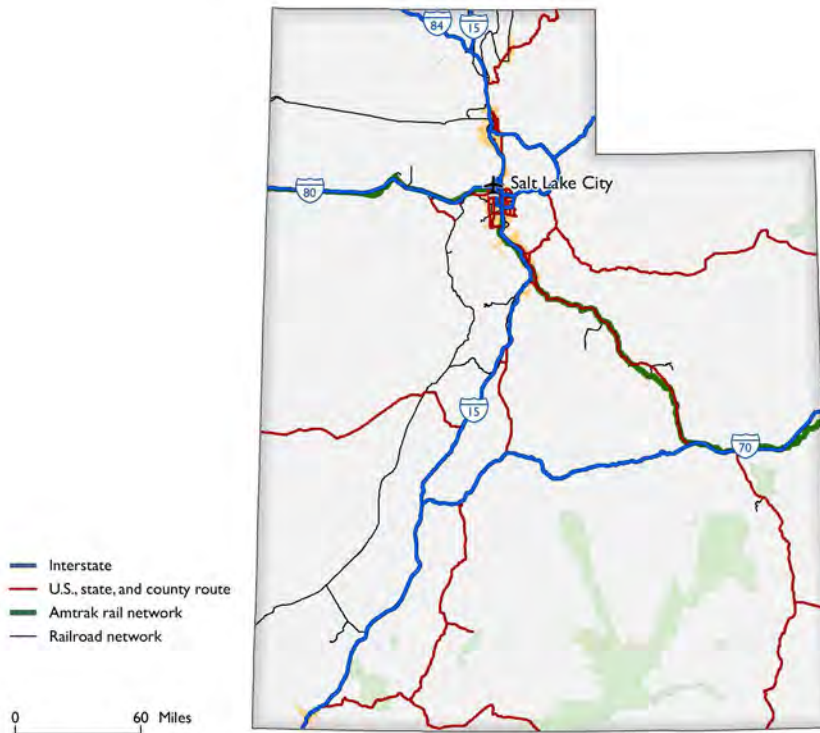 84
15
Salt Lake City
80
15
70
Interstate
U.S., state, and county route
Amtrak rail network
Railroad network
0 60 Miles